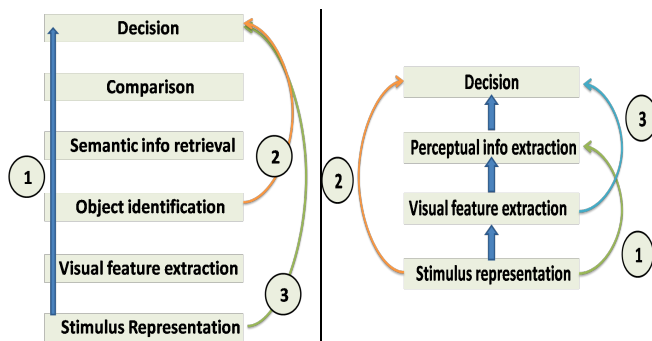 Decision
Comparison
Semantic info retrieval
Object identification
Visual feature extraction
Stimulus Representation
1
2
3
Decision
Perceptual info extraction
Visual feature extraction
Stimulus representation
2
3
1